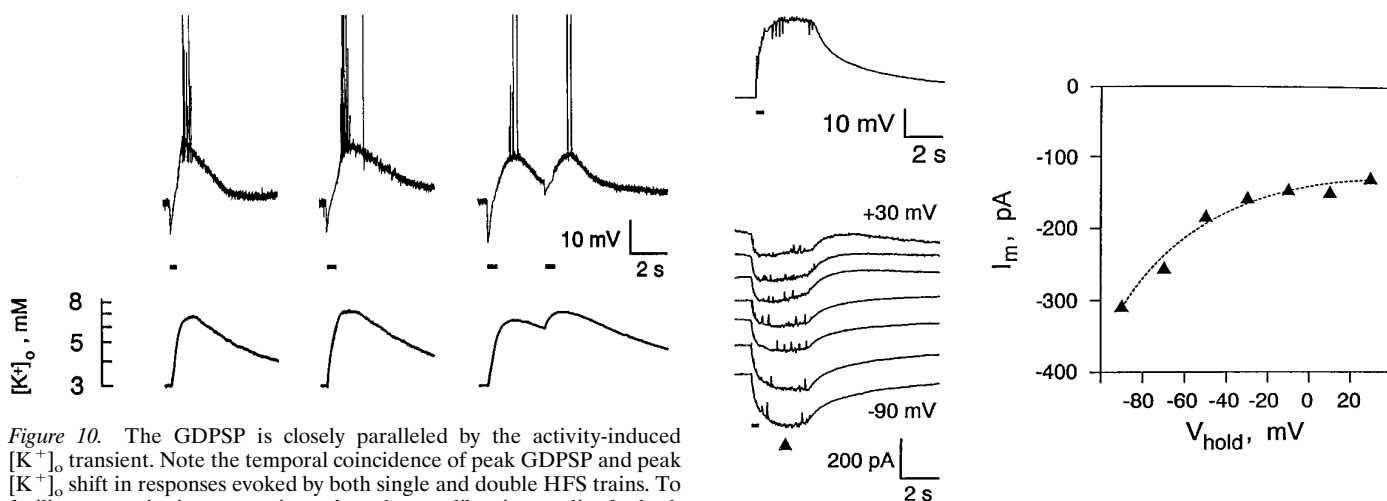 10 mV
2 s
[K+]o, mM
8
5
3
Figure 10. The GDPSP is closely paralleled by the activity-induced
[K+]o transient. Note the temporal coincidence of peak GDPSP and peak
[K+]o shift in responses evoked by both single and double HFS trains. To
10 mV
2 s
+30 mV
-90 mV
200 pA
2 s
Im, pA
0
-100
-200
-300
-400
-80 -60 -40 -20 0 20
Vhold, mV